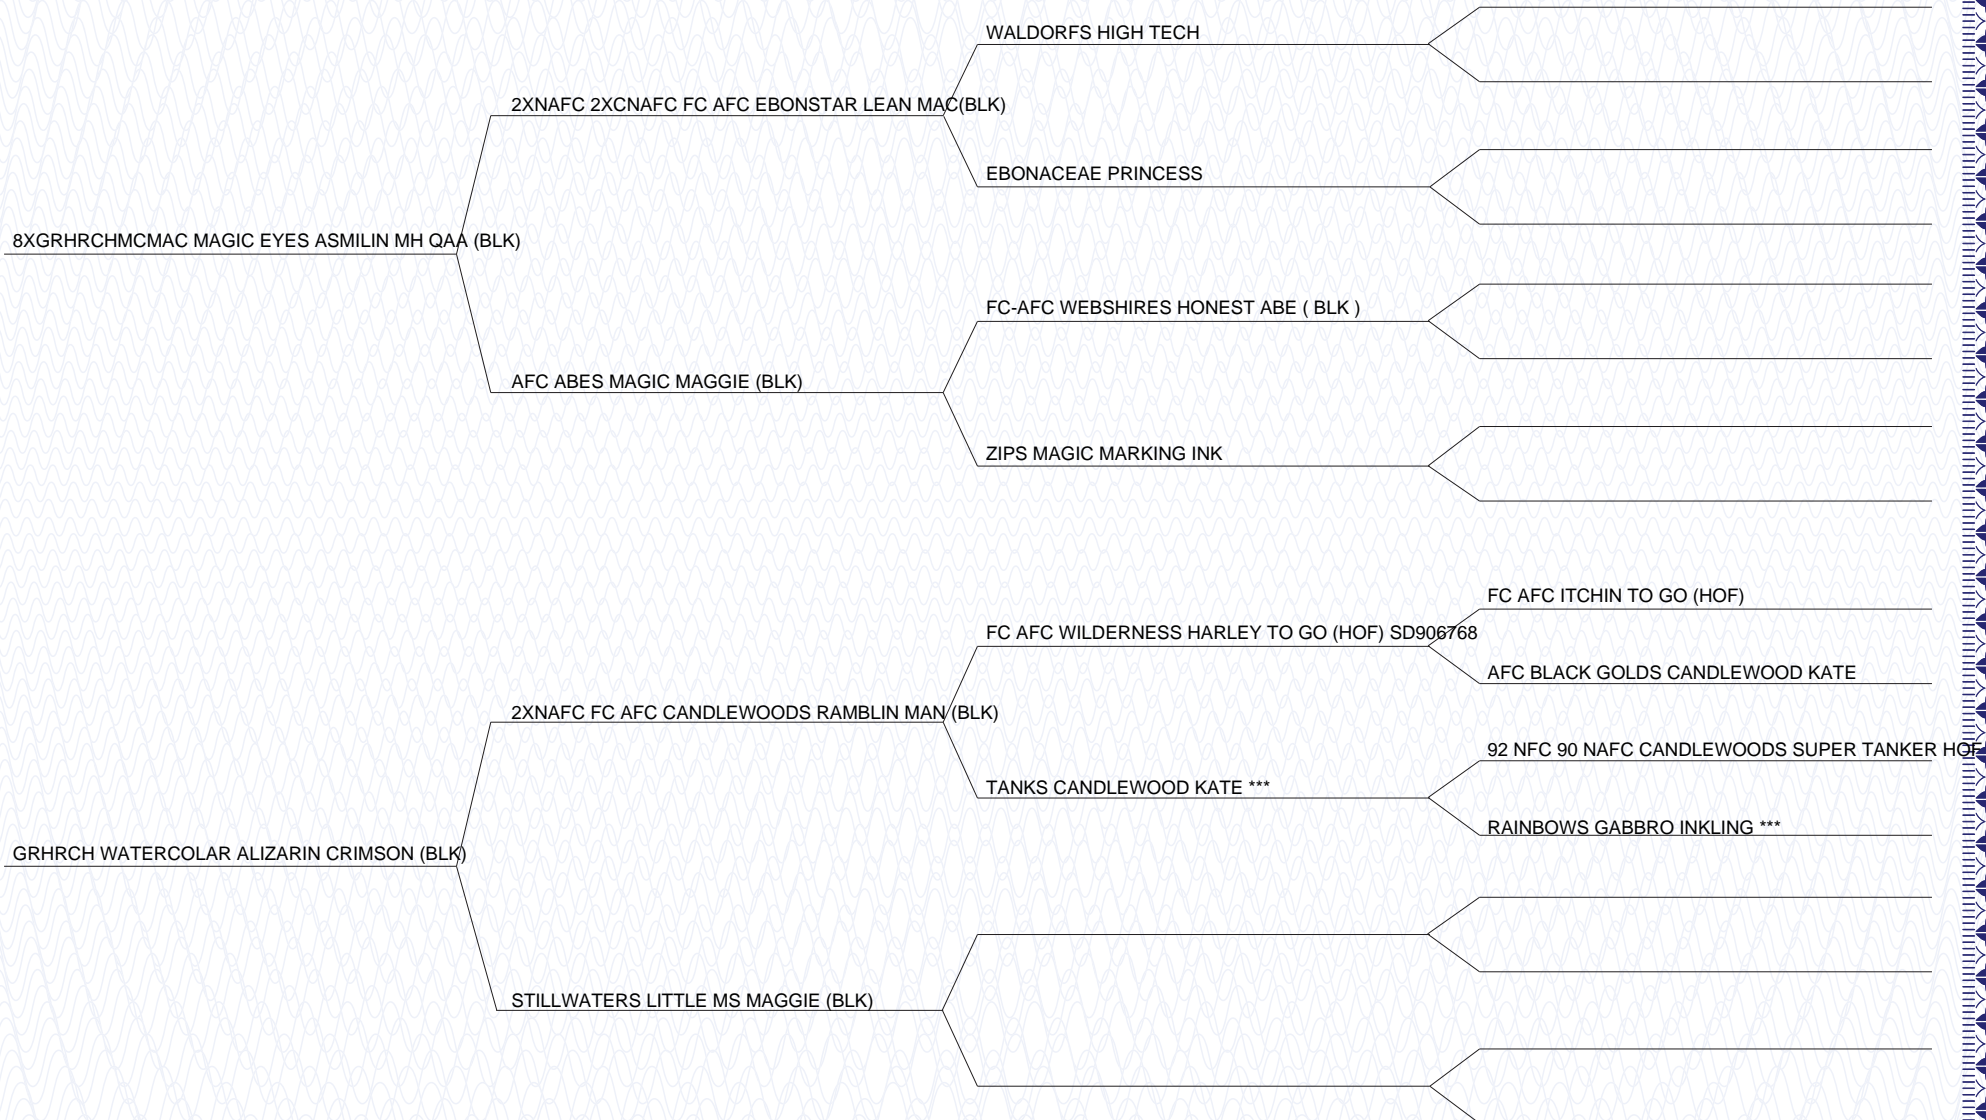 WALDORFS HIGH TECH
2XNAFC 2XCNAFC FC AFC EBONSTAR LEAN MAC(BLK)
EBONACEAE PRINCESS
8XGRHRCHMCMAC MAGIC EYES ASMILIN MH QAA (BLK)
FC-AFC WEBSHIRES HONEST ABE ( BLK )
AFC ABES MAGIC MAGGIE (BLK)
ZIPS MAGIC MARKING INK
FC AFC ITCHIN TO GO (HOF)
FC AFC WILDERNESS HARLEY TO GO (HOF) SD906768
AFC BLACK GOLDS CANDLEWOOD KATE
2XNAFC FC AFC CANDLEWOODS RAMBLIN MAN (BLK)
92 NFC 90 NAFC CANDLEWOODS SUPER TANKER HOF
TANKS CANDLEWOOD KATE ***
RAINBOWS GABBRO INKLING ***
GRHRCH WATERCOLAR ALIZARIN CRIMSON (BLK)
STILLWATERS LITTLE MS MAGGIE (BLK)